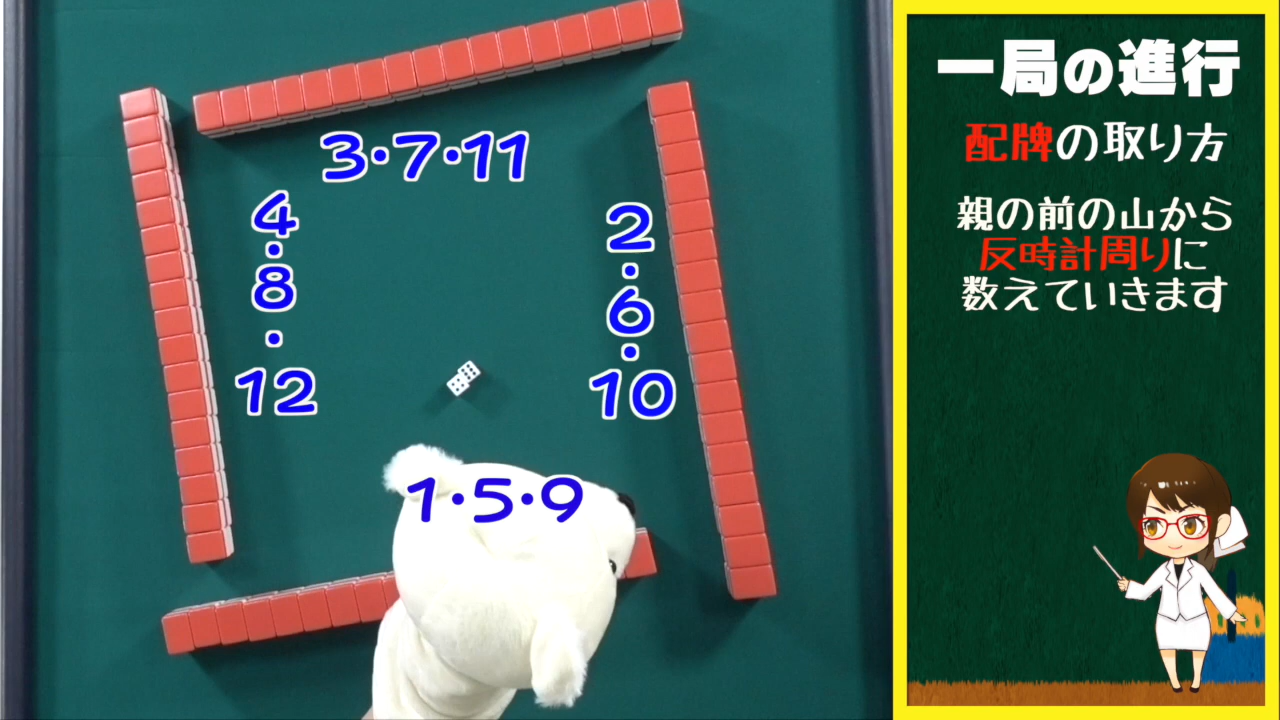 一局の進行
配牌の取り方
親の前の山から
反時計周りに
数えていきます
3・7・11
4・8・12
2・6・10
1・5・9